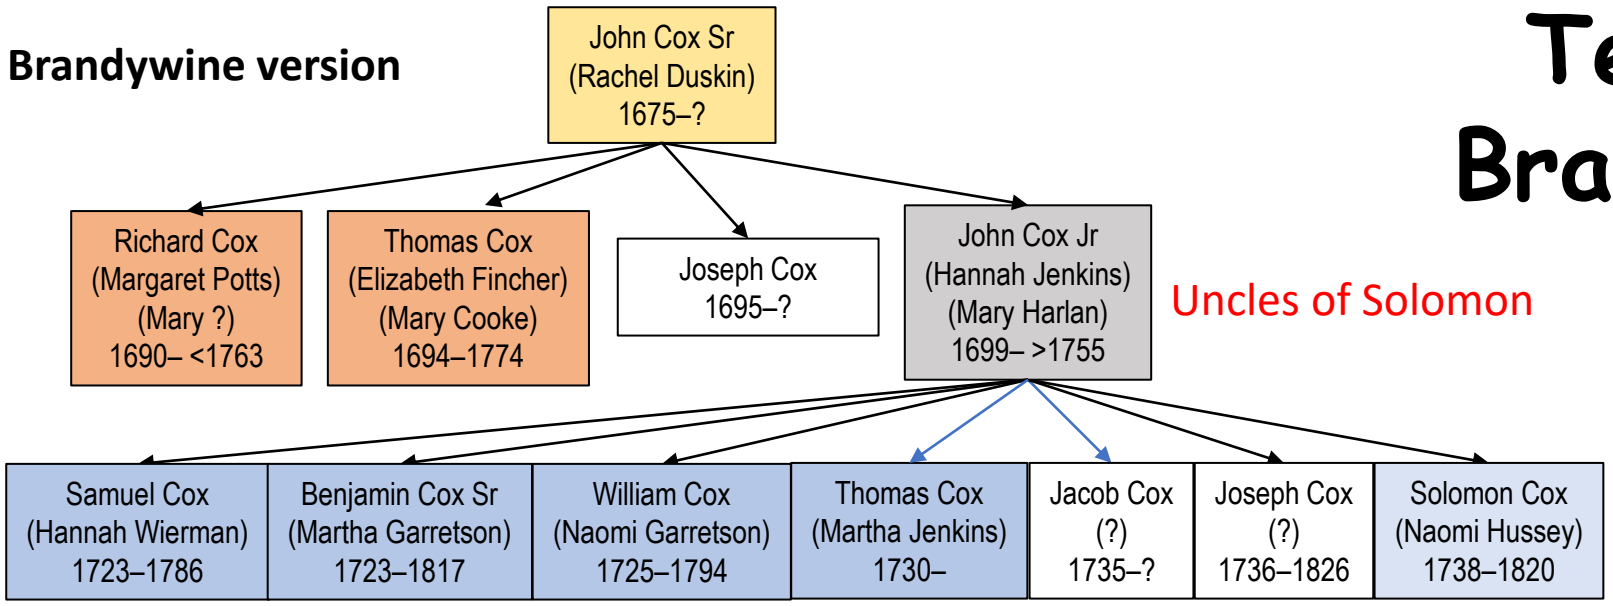 Brandywine version
John Cox Sr
(Rachel Duskin)
1675–?
Te
Bra
Richard Cox
(Margaret Potts)
(Mary ?)
1690– <1763
Thomas Cox
(Elizabeth Fincher)
(Mary Cooke)
1694–1774
Joseph Cox
1695–?
John Cox Jr
(Hannah Jenkins)
(Mary Harlan)
1699– >1755
Uncles of Solomon
Samuel Cox
(Hannah Wierman)
1723–1786
Benjamin Cox Sr
(Martha Garretson)
1723–1817
William Cox
(Naomi Garretson)
1725–1794
Thomas Cox
(Martha Jenkins)
1730–
Jacob Cox
(?)
1735–?
Joseph Cox
(?)
1736–1826
Solomon Cox
(Naomi Hussey)
1738–1820